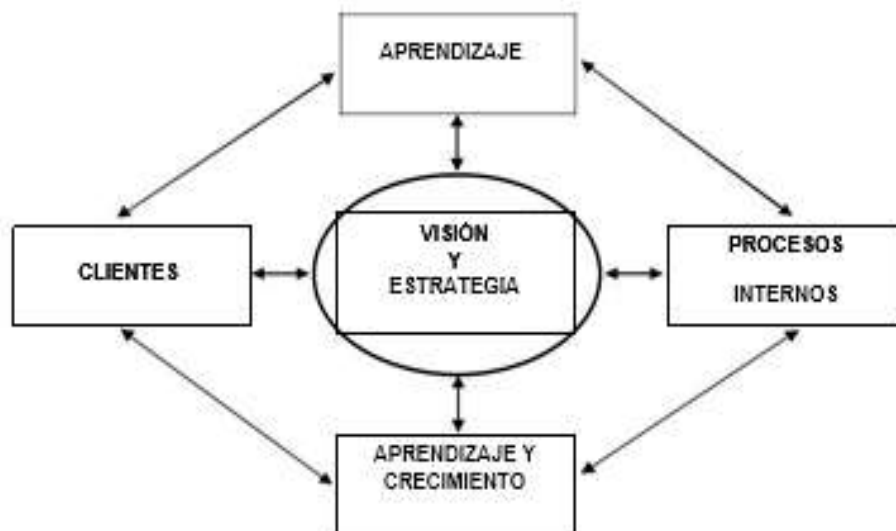 APRENDIZAJE
CLIENTES
VISIÓN
Y
ESTRATEGIA
PROCESOS
INTERNOS
APRENDIZAJE Y
CRECIMIENTO